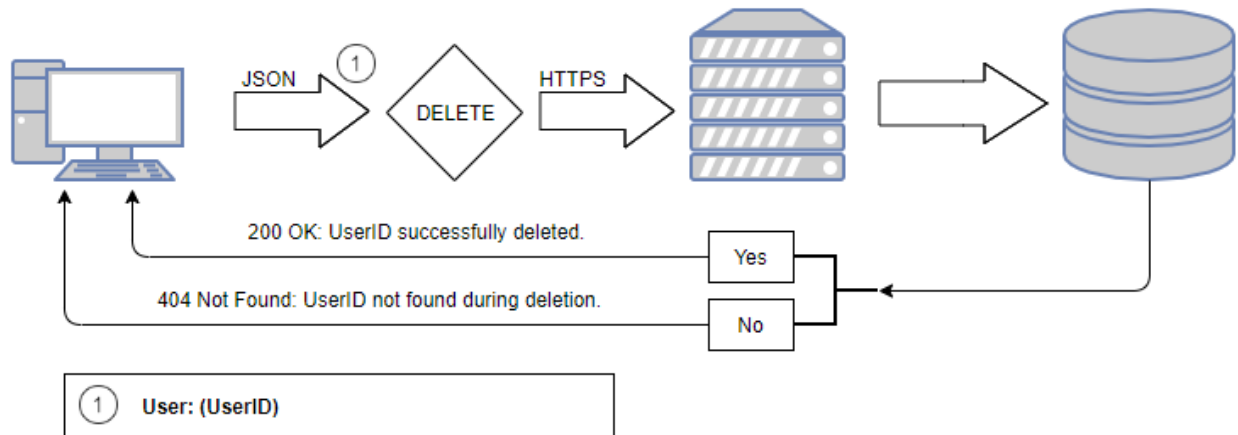 JSON
1
DELETE
HTTPS
200 OK: UserID successfully deleted.
Yes
404 Not Found: UserID not found during deletion.
No
1 User: (UserID)